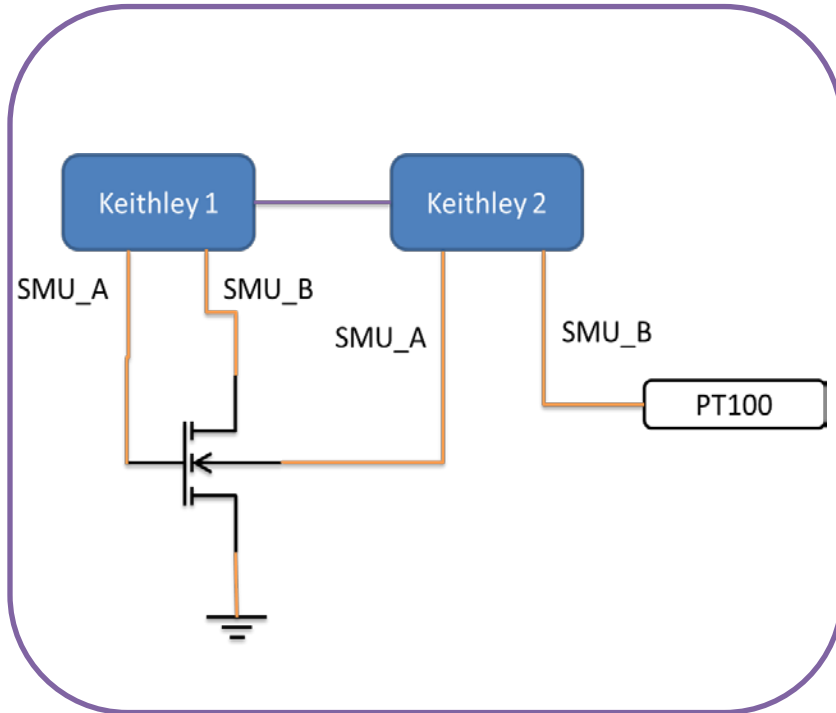 Keithley 1
Keithley 2
SMU_A
SMU_B
SMU_A
SMU_B
PT100